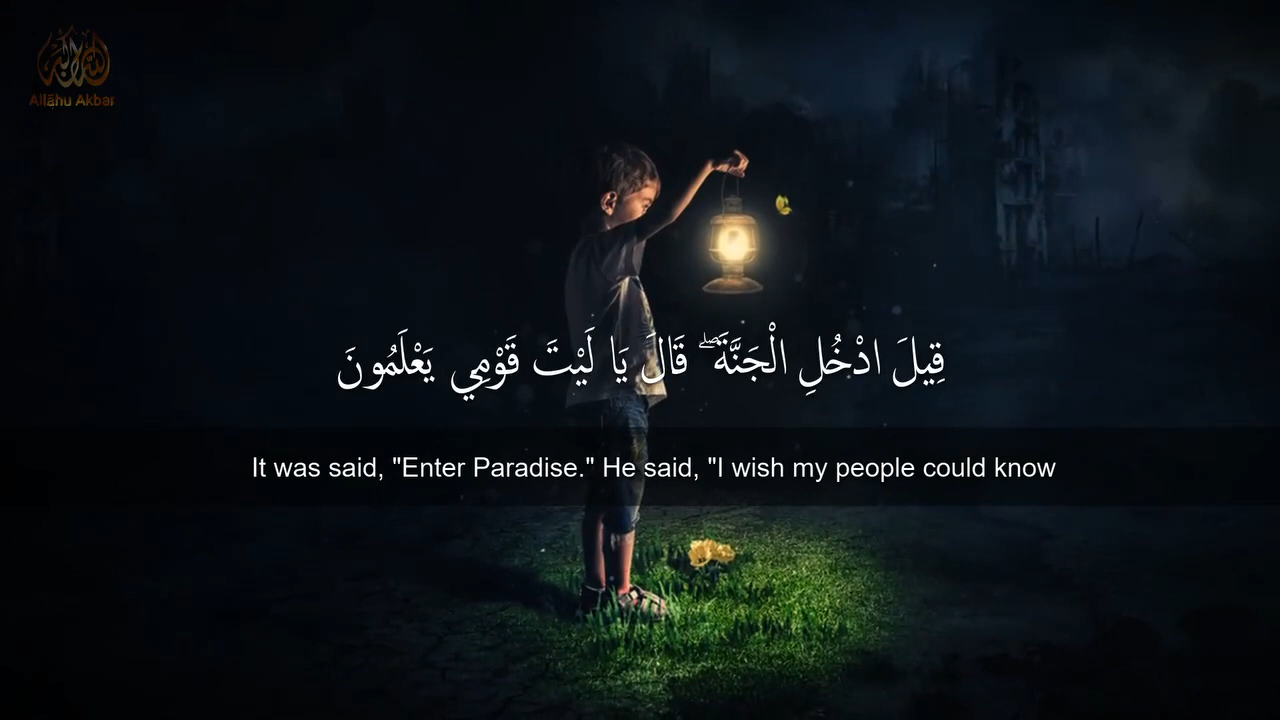 Allāhu Akbar
قِيلَ ادْخُلِ الْجَنَّةَ ۖ قَالَ يَا لَيْتَ قَوْمِي يَعْلَمُونَ
It was said, "Enter Paradise." He said, "I wish my people could know